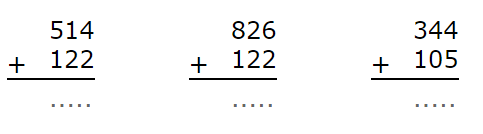 514 826 344
+ 122 + 122 + 105
..... ..... .....